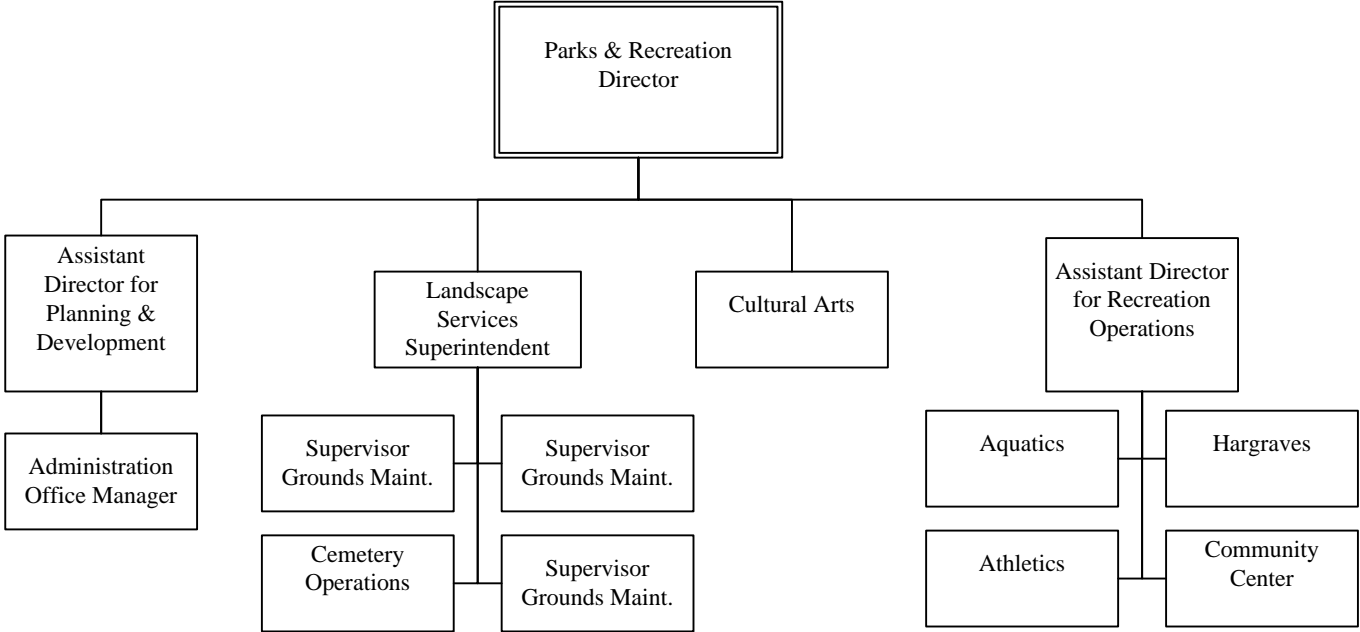 Parks & Recreation
Director
Assistant
Director for
Planning &
Development
Landscape
Services
Superintendent
Cultural Arts
Assistant Director
for Recreation
Operations
Administration
Office Manager
Supervisor
Grounds Maint.
Supervisor
Grounds Maint.
Cemetery
Operations
Supervisor
Grounds Maint.
Aquatics
Hargraves
Athletics
Community
Center